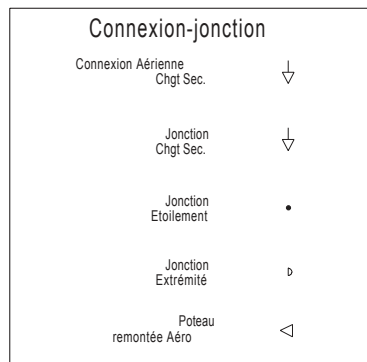 Connexion-jonction
Connexion Aérienne
Chgt Sec.
Jonction
Chgt Sec.
Jonction
Etoilement
Jonction
Extrémité
Poteau
remontée Aéro